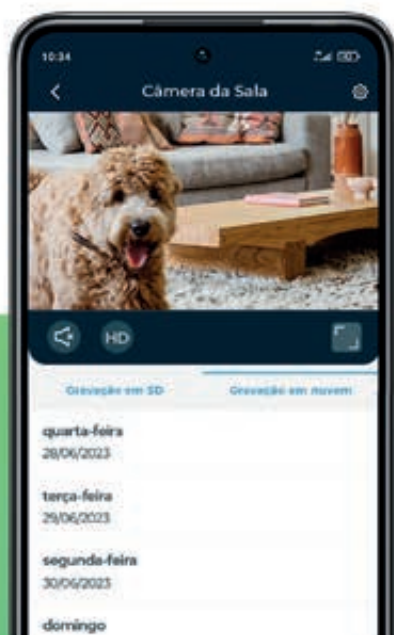 10:34
Câmera da Sala
HD
Gravação em SD
Gravação em nuvem
quarta-feira
28/06/2023
terça-feira
29/06/2023
segunda-feira
30/06/2023
domingo